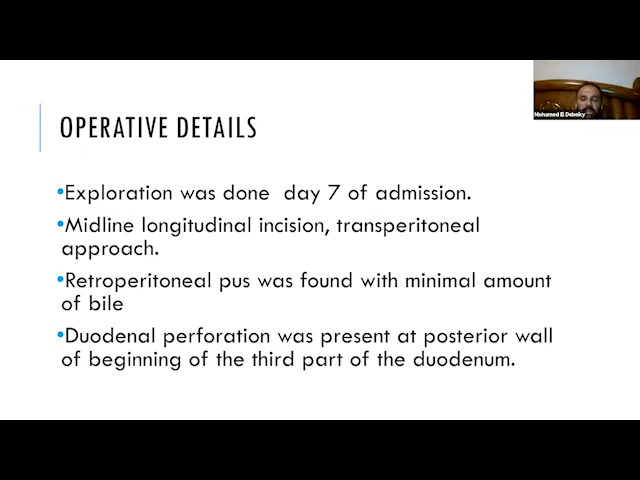 OPERATIVE DETAILS
•Exploration was done  day 7 of admission.
•Midline longitudinal incision, transperitoneal
approach.
•Retroperitoneal pus was found with minimal amount
of bile
•Duodenal perforation was present at posterior wall
of beginning of the third part of the duodenum.
Mohamed El Debeiky